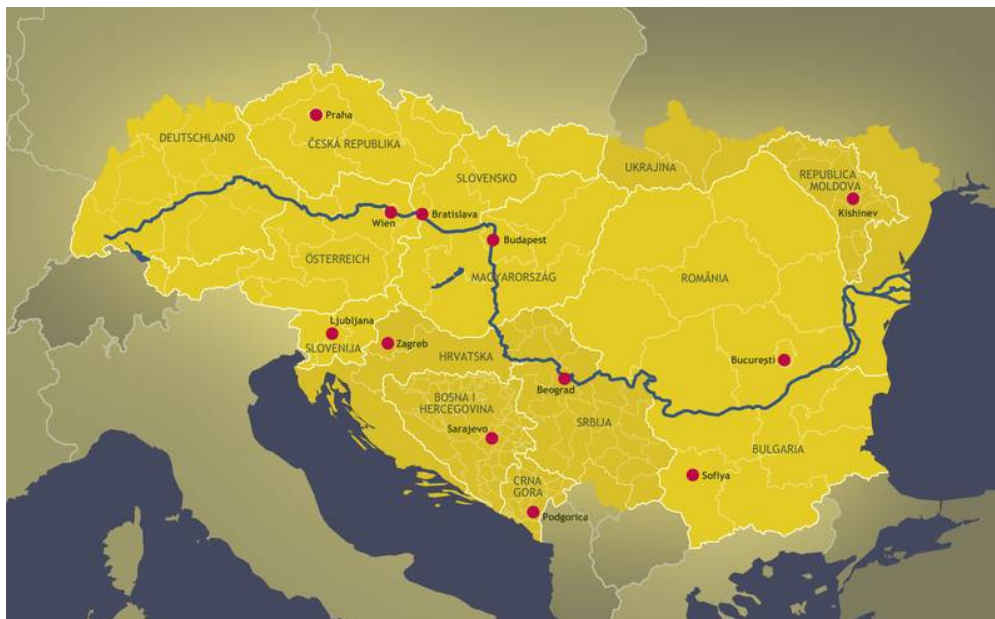 Praha
DEUTSCHLAND
ČESKÁ REPUBLIKA
UKRAJINA
REPUBLICA
MOLDOVA
SLOVENSKO
Kishinev
Wien
Bratislava
Budapest
ÖSTERREICH
MAGYARORSZÁG
ROMÂNIA
Ljubljana
SLOVENIJA
Zagreb
HRVATSKA
Bucureşti
Beograd
BOSNA I
HERCEGOVINA
Sarajevo
SRBIJA
BULGARIA
Sofiya
CRNA
GORA
Podgorica